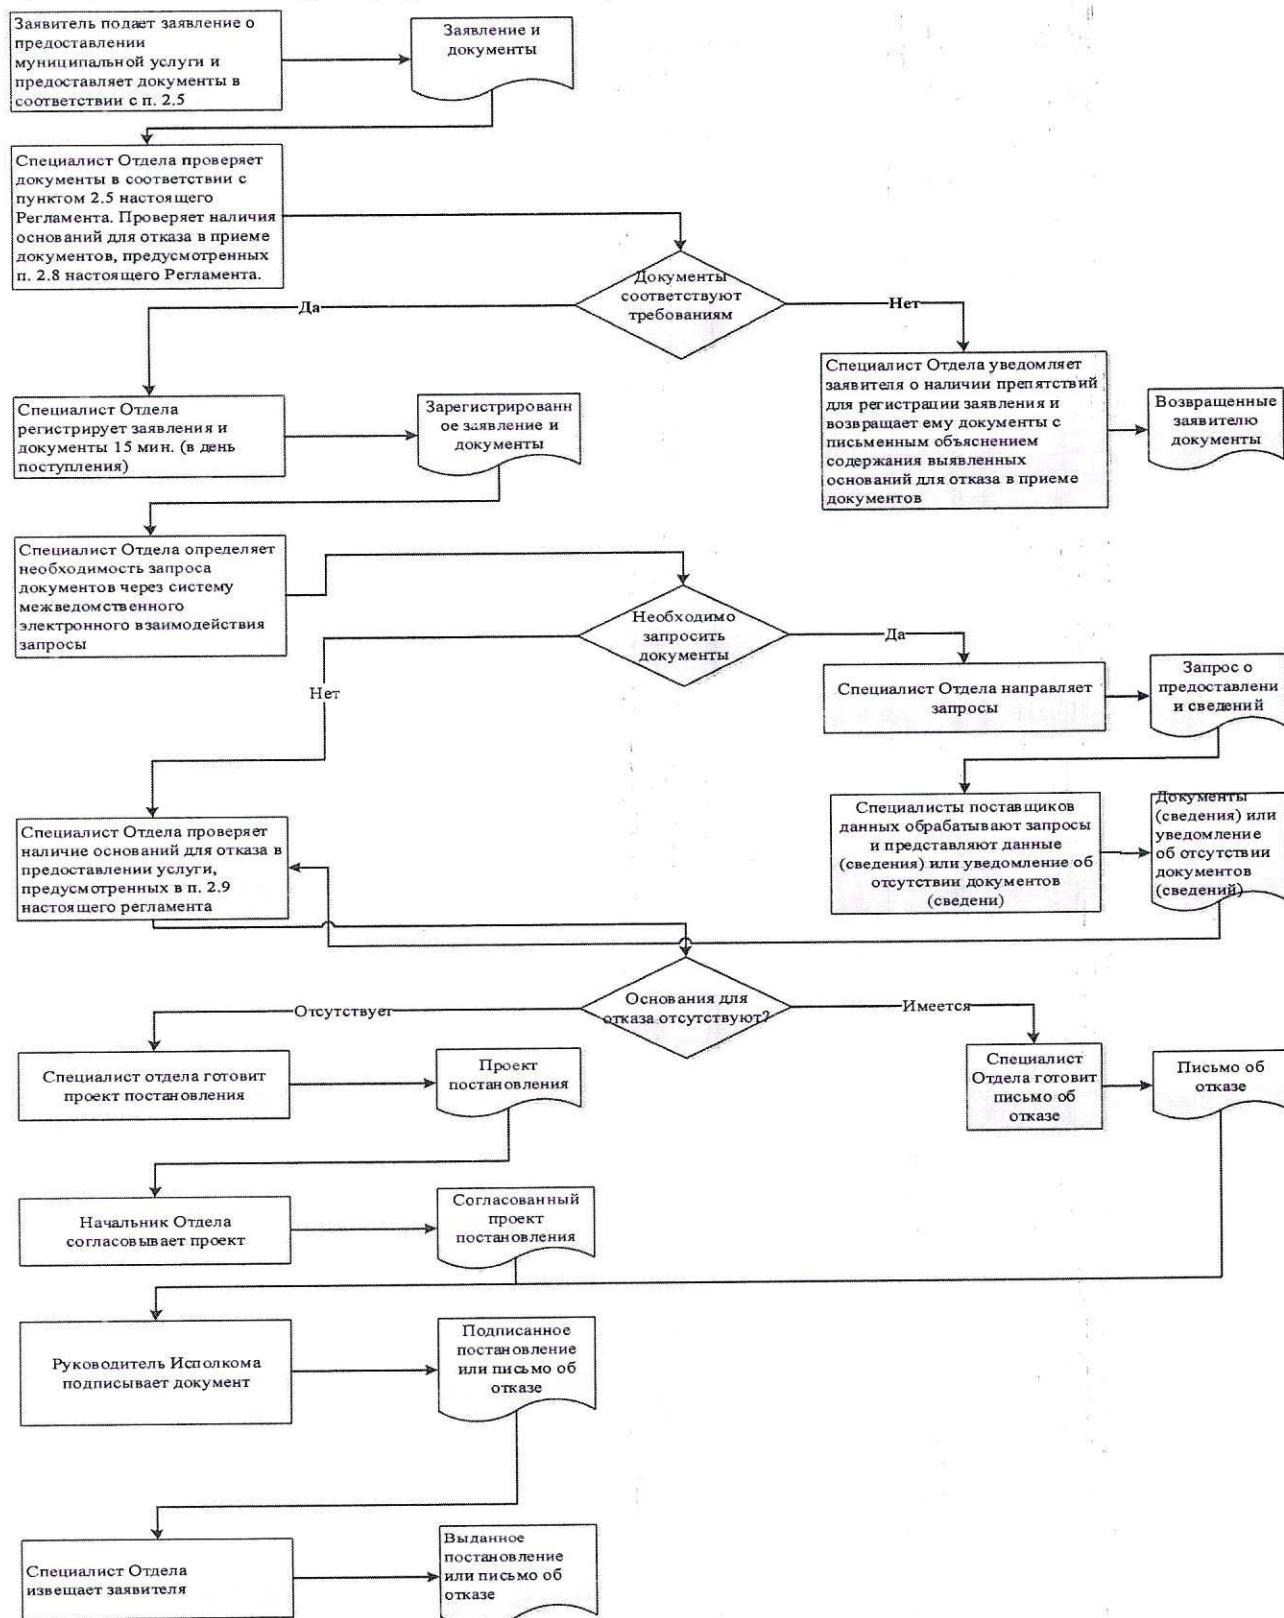 Заявитель подает заявление о
предоставлении
муниципальной услуги и
предоставляет документы в
соответствии с п. 2.5
Заявление и
документы
Специалист Отдела проверяет
документы в соответствии с
пунктом 2.5 настоящего
Регламента. Проверяет наличия
оснований для отказа в приеме
документов, предусмотренных
п. 2.8 настоящего Регламента.
Документы
соответствуют
требованиям
Да
Нет
Специалист Отдела
регистрирует заявления и
документы 15 мин. (в день
поступления)
Зарегистрированн
ое заявление и
документы
Специалист Отдела уведомляет
заявителя о наличии препятствий
для регистрации заявления и
возвращает ему документы с
письменным объяснением
содержания выявленных
оснований для отказа в приеме
документов
Возвращенные
заявителю
документы
Специалист Отдела определяет
необходимость запроса
документов через систему
межведомственного
электронного взаимодействия
запросы
Необходимо
запросить
документы
Да
Нет
Специалист Отдела направляет
запросы
Запрос о
предоставлени
и сведений
Специалисты поставщиков
данных обрабатывают запросы
и представляют данные
(сведения) или уведомление об
отсутствии документов
(сведени)
Документы
(сведения) или
уведомление
об отсутствии
документов
(сведений)
Специалист Отдела проверяет
наличие оснований для отказа в
предоставлении услуги,
предусмотренных в п. 2.9
настоящего регламента
Основания для
отказа отсутствуют?
Отсутствует
Имеется
Специалист отдела готовит
проект постановления
Проект
постановления
Специалист
Отдела готовит
письмо об
отказе
Письмо об
отказе
Начальник Отдела
согласовывает проект
Согласованный
проект
постановления
Руководитель Исполкома
подписывает документ
Подписанное
постановление
или письмо об
отказе
Специалист Отдела
извещает заявителя
Выданное
постановление
или письмо об
отказе